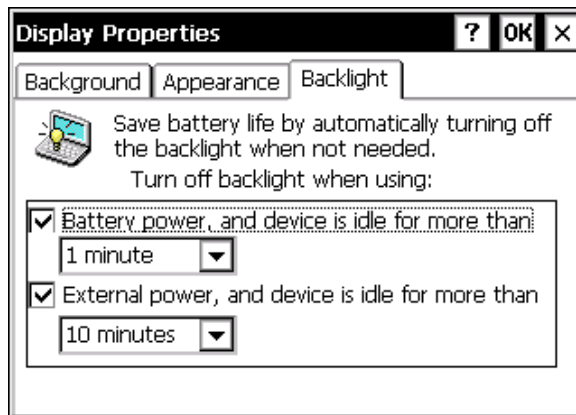 Display Properties ? OK ×
Background Appearance Backlight
Save battery life by automatically turning off
the backlight when not needed.
Turn off backlight when using:
Battery power, and device is idle for more than
1 minute
External power, and device is idle for more than
10 minutes